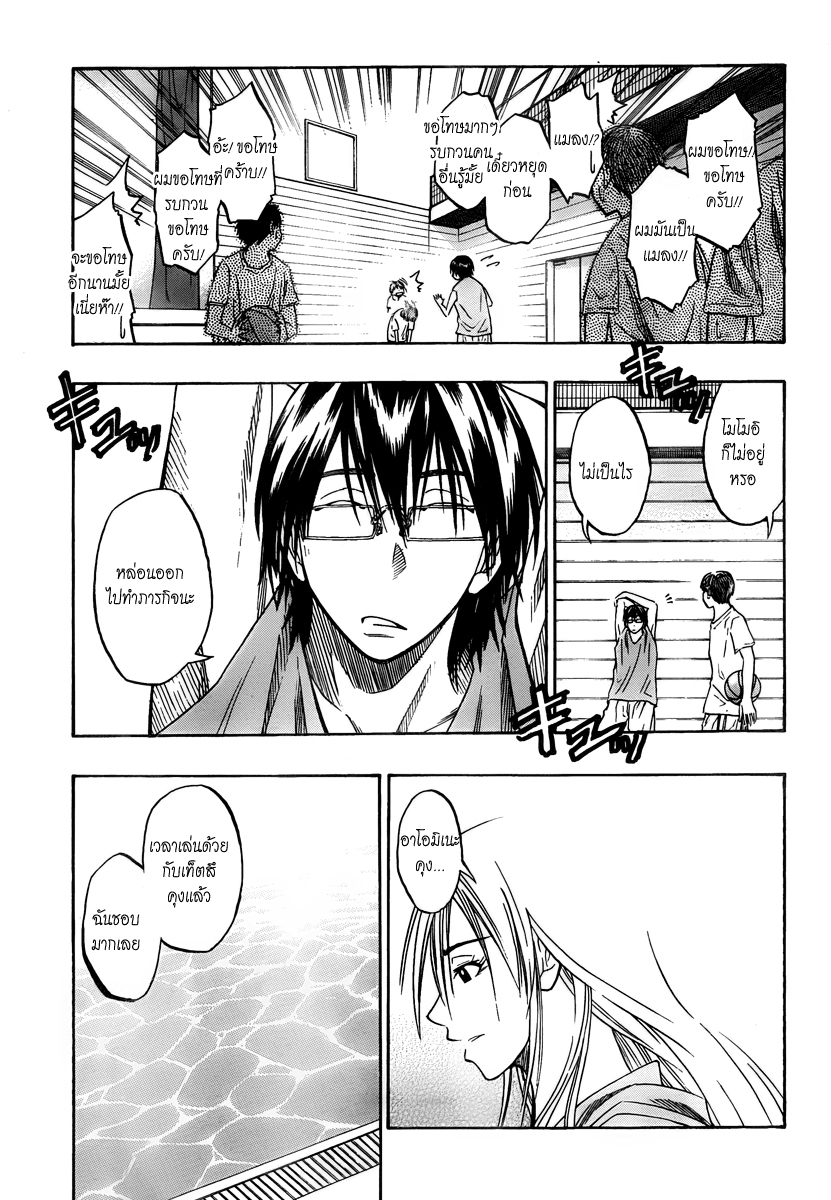 ผมขอโทษ!!
ขอโทษ
ครับ!!
ผมมันเป็น
แมลง!!
แมลง!?
เดี๋ยวหยุด
ก่อน
ขอโทษมากๆ!
รบกวนคน
อื่นรู้มั้ย
อ้ะ! ขอโทษ
คร้าบ!!
ผมขอโทษที่
รบกวน
ขอโทษ
ครับ!
จะขอโทษ
อีกนานมั้ย
เนี่ยห๊า!!
キュッ
โมโมอิ
ก็ไม่อยู่
หรอ
ไม่เป็นไร
キュッ
キュッ
หล่อนออก
ไปทำภารกิจนะ
อาโอมิเนะ
คุง...
เวลาเล่นด้วย
กับเท็ตสึ
คุงแล้ว
ฉันชอบ
มากเลย